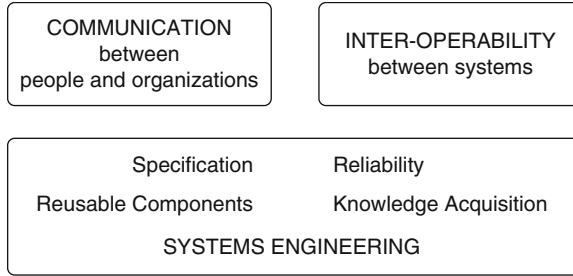 COMMUNICATION
between
people and organizations
INTER-OPERABILITY
between systems
Specification Reliability
Reusable Components Knowledge Acquisition
SYSTEMS ENGINEERING